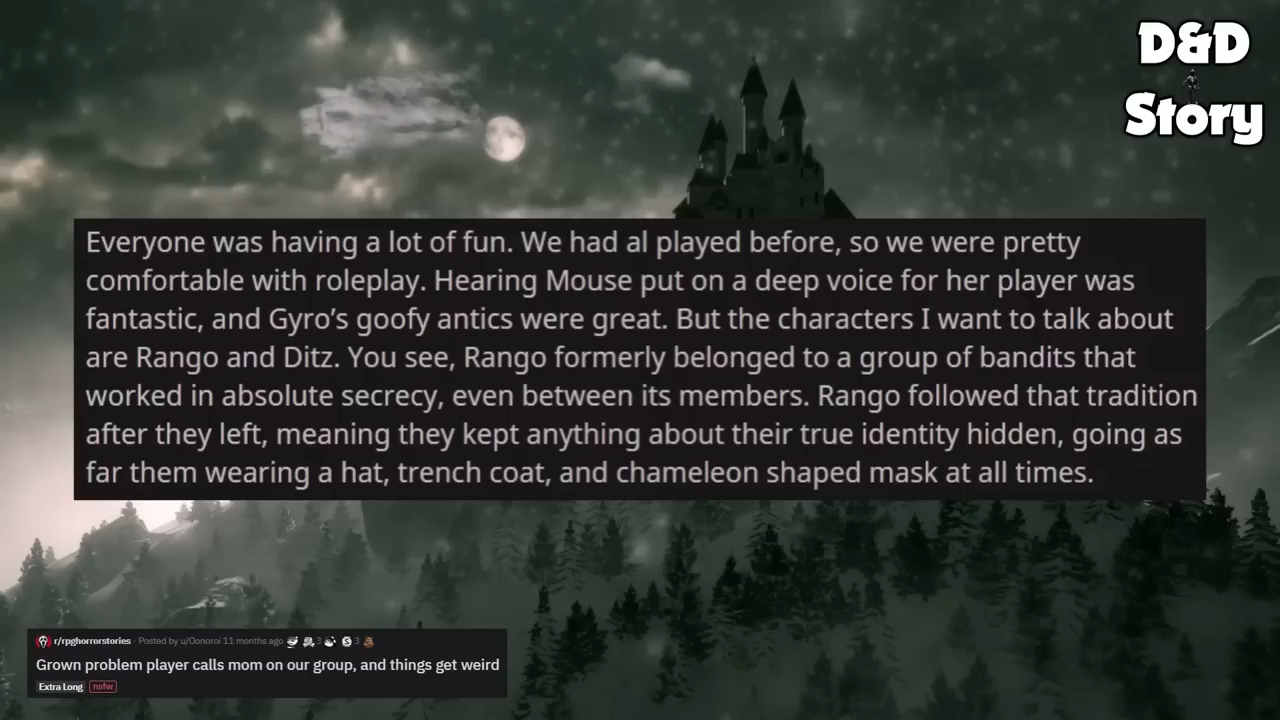 D&D
Story
Everyone was having a lot of fun. We had al played before, so we were pretty
comfortable with roleplay. Hearing Mouse put on a deep voice for her player was
fantastic, and Gyro’s goofy antics were great. But the characters I want to talk about
are Rango and Ditz. You see, Rango formerly belonged to a group of bandits that
worked in absolute secrecy, even between its members. Rango followed that tradition
after they left, meaning they kept anything about their true identity hidden, going as
far them wearing a hat, trench coat, and chameleon shaped mask at all times.
r/rpghorrorstories · Posted by u/Oonoroi 11 months ago 3 3
Grown problem player calls mom on our group, and things get weird
Extra Long nsfw